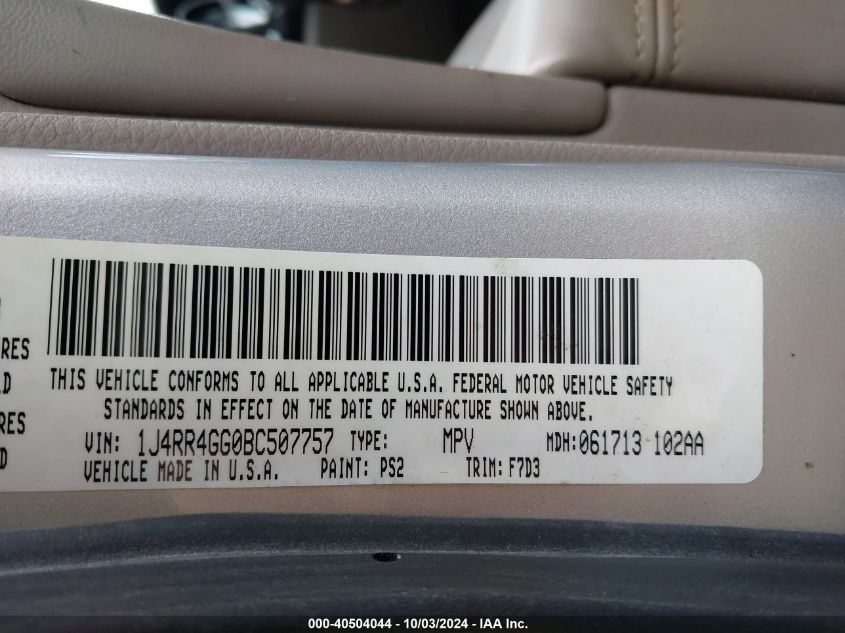 RES
THIS VEHICLE CONFORMS TO ALL APPLICABLE U.S.A. FEDERAL MOTOR VEHICLE SAFETY
STANDARDS IN EFFECT ON THE DATE OF MANUFACTURE SHOWN ABOVE.
RES
VIN: 1J4RR4GG0BC507757 TYPE: MPV MDH:061713 102AA
VEHICLE MADE IN U.S.A. PAINT: PS2 TRIM: F7D3
000-40504044 - 10/03/2024 - IAA Inc.